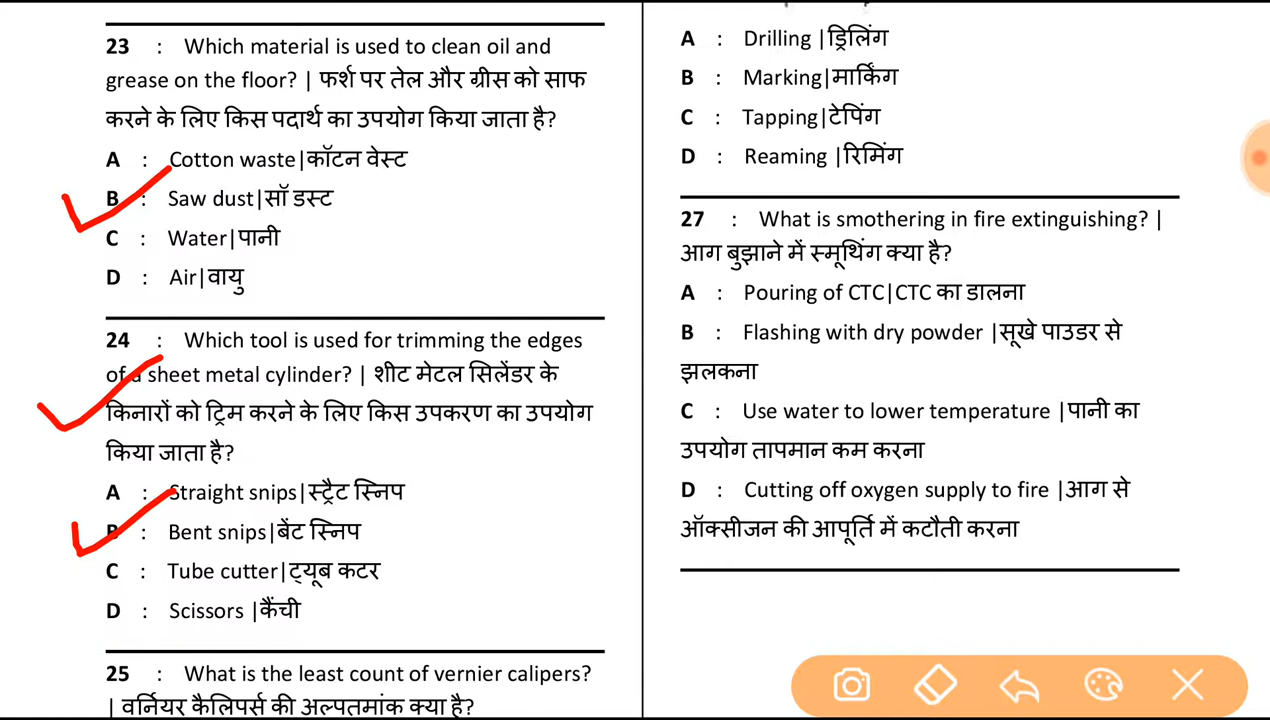 23 : Which material is used to clean oil and
grease on the floor? | फर्श पर तेल और ग्रीस को साफ
करने के लिए किस पदार्थ का उपयोग किया जाता है?
A : Cotton waste|कॉटन वेस्ट
B : Saw dust|सॉ डस्ट
C : Water|पानी
D : Air|वायु
24 : Which tool is used for trimming the edges
of a sheet metal cylinder? | शीट मेटल सिलेंडर के
किनारों को ट्रिम करने के लिए किस उपकरण का उपयोग
किया जाता है?
A : Straight snips|स्ट्रैट स्निप
B : Bent snips|बेंट स्निप
C : Tube cutter|ट्यूब कटर
D : Scissors |कैंची
25 : What is the least count of vernier calipers?
| वर्नियर कैलिपर्स की अल्पतमांक क्या है?
A : Drilling |ड्रिलिंग
B : Marking|मार्किंग
C : Tapping|टेपिंग
D : Reaming |रिमिंग
27 : What is smothering in fire extinguishing? |
आग बुझाने में स्मूथिंग क्या है?
A : Pouring of CTC|CTC का डालना
B : Flashing with dry powder |सूखे पाउडर से
झलकना
C : Use water to lower temperature |पानी का
उपयोग तापमान कम करना
D : Cutting off oxygen supply to fire |आग से
ऑक्सीजन की आपूर्ति में कटौती करना